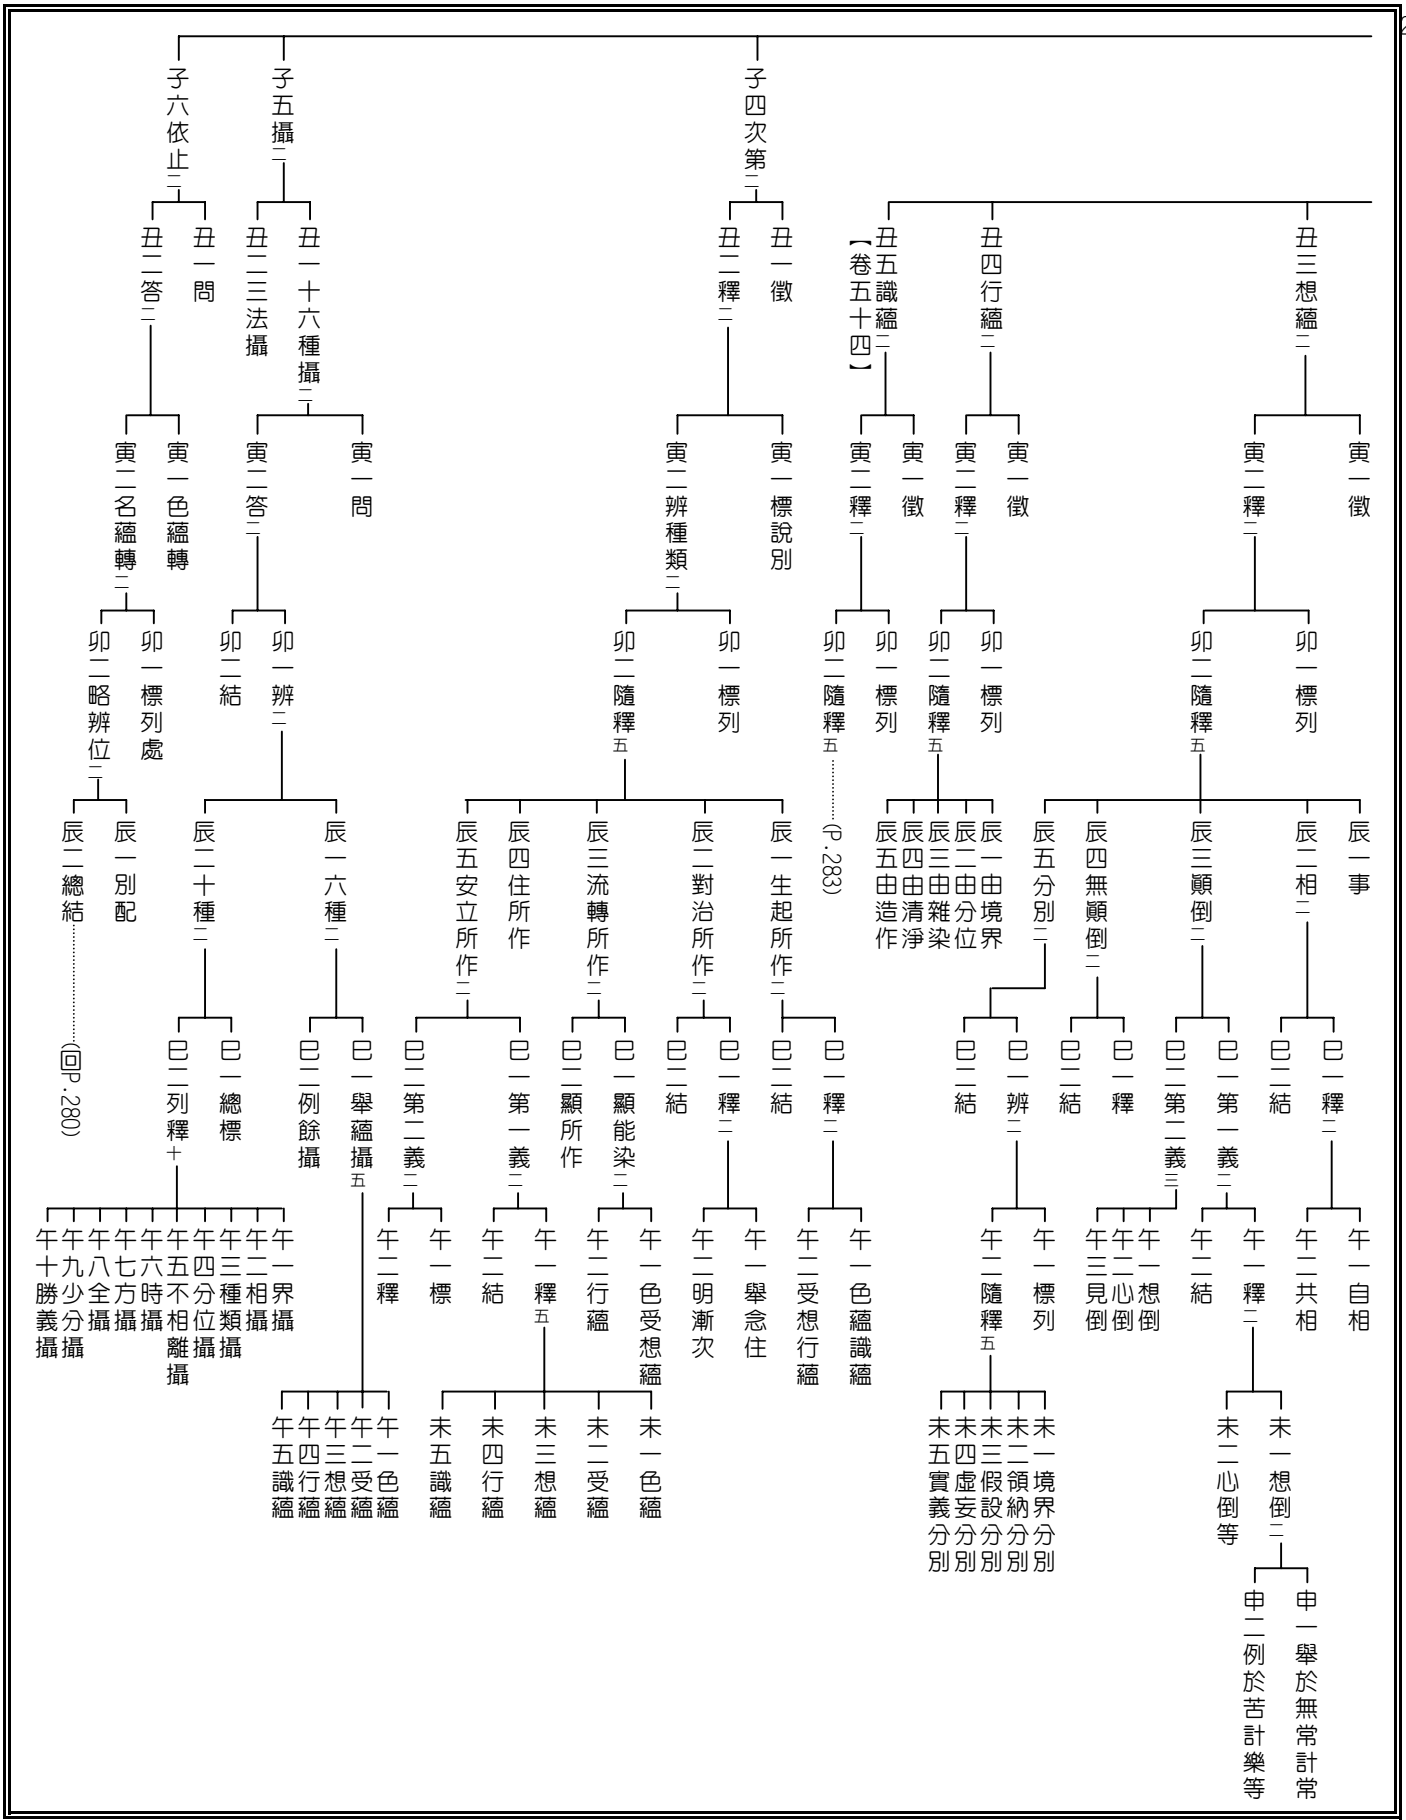 丑三想蘊二
寅一徵
寅二釋二
卯一標列
卯二隨釋五
辰一事
辰二相二
巳一釋二
午一自相
午二共相
巳二結
辰三顚倒二
巳一第一義二
午一釋二
未一想倒二
申一舉於無常計常
申二例於苦計樂等
未二心倒等
午二結
巳二第二義三
午一想倒
午二心倒
午三見倒
辰四無顚倒二
巳一釋
巳二結
辰五分別二
巳一辨二
午一標列
午二隨釋五
未一境界分別
未二領納分別
未三假設分別
未四虛妄分別
未五實義分別
巳二結
丑四行蘊二
寅一徵
寅二釋二
卯一標列
卯二隨釋五
辰一由境界
辰二由分位
辰三由雜染
辰四由清淨
辰五由造作
丑五識蘊二
【卷五十四】
寅一徵
寅二釋二
卯一標列
卯二隨釋五
(P.283)
子四次第二
丑一徵
丑二釋二
寅一標說別
寅二辨種類二
卯一標列
卯二隨釋五
辰一生起所作二
巳一釋二
午一色蘊識蘊
午二受想行蘊
巳二結
辰二對治所作二
巳一釋二
午一舉念住
午二明漸次
巳二結
辰三流轉所作二
巳一顯能染二
午一色受想蘊
午二行蘊
巳二顯所作
辰四住所作
辰五安立所作二
巳一第一義二
午一釋五
未一色蘊
未二受蘊
未三想蘊
未四行蘊
未五識蘊
午二結
巳二第二義二
午一標
午二釋
子五攝二
丑一十六種攝二
寅一問
寅二答二
卯一辨二
辰一六種二
巳一舉蘊攝五
午一色蘊
午二受蘊
午三想蘊
午四行蘊
午五識蘊
巳二例餘攝
辰二十種二
巳一總標
巳二列釋十
午一界攝
午二相攝
午三種類攝
午四分位攝
午五不相離攝
午六時攝
午七方攝
午八全攝
午九少分攝
午十勝義攝
卯二結
丑二三法攝
子六依止二
丑一問
丑二答二
寅一色蘊轉
寅二名蘊轉二
卯一標列處
卯二略辨位二
辰一別配
辰二總結
(回P.280)